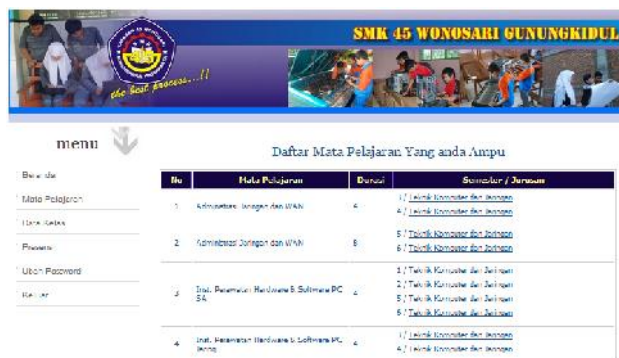 SMK 45 WONOSARI GUNUNGKIDUL
the best process...!!
menu
Daftar Mata Pelajaran Yang anda Ampu
Beranda
Mata Pelajaran
Data Kelas
Presensi
Ubah Password
Keluar
No Mata Pelajaran Durasi Semester / Jurusan
1 Administrasi Jaringan dan WAN
3 / Teknik Komputer dan Jaringan
4 / Teknik Komputer dan Jaringan
2 Administrasi Jaringan dan WAN 8
5 / Teknik Komputer dan Jaringan
6 / Teknik Komputer dan Jaringan
3 Inst. Perawatan Hardware & Software PC 4
1 / Teknik Komputer dan Jaringan
2 / Teknik Komputer dan Jaringan
5 / Teknik Komputer dan Jaringan
6 / Teknik Komputer dan Jaringan
4 Inst. Perawatan Hardware & Software PC 4
3 / Teknik Komputer dan Jaringan
4 / Teknik Komputer dan Jaringan